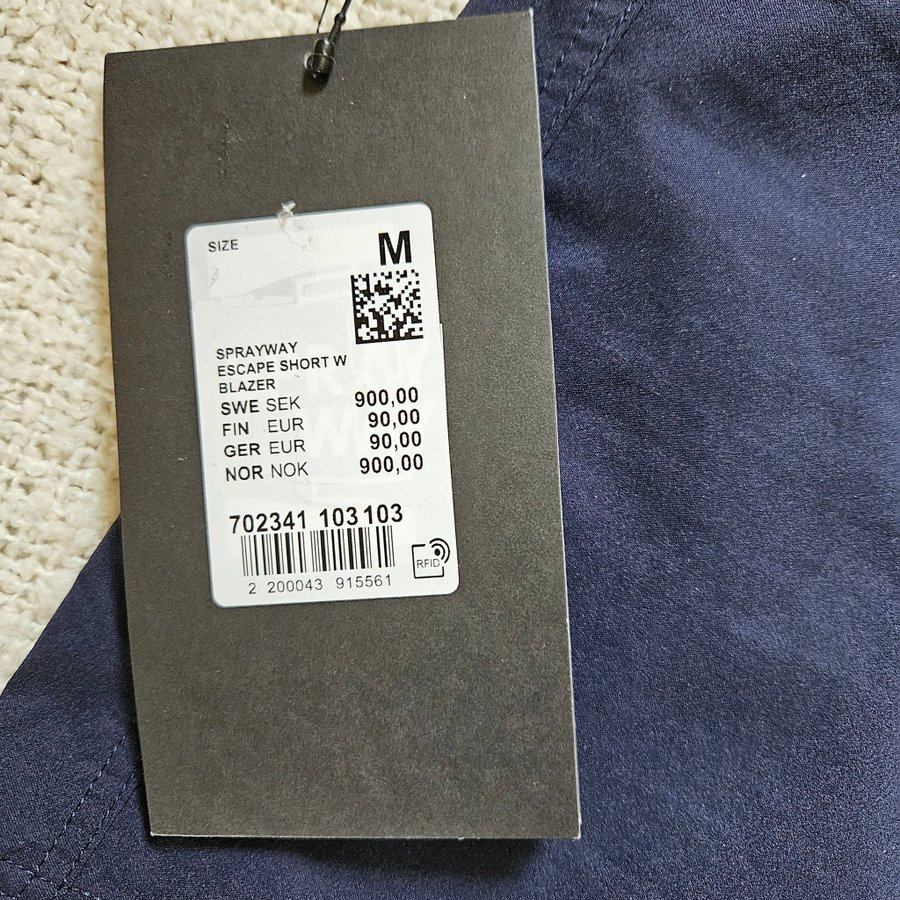 SIZE M
SPRAYWAY
ESCAPE SHORT W
BLAZER
SWE SEK 900,00
FIN EUR 90,00
GER EUR 90,00
NOR NOK 900,00
702341 103 103
2 200043 915561
RFID